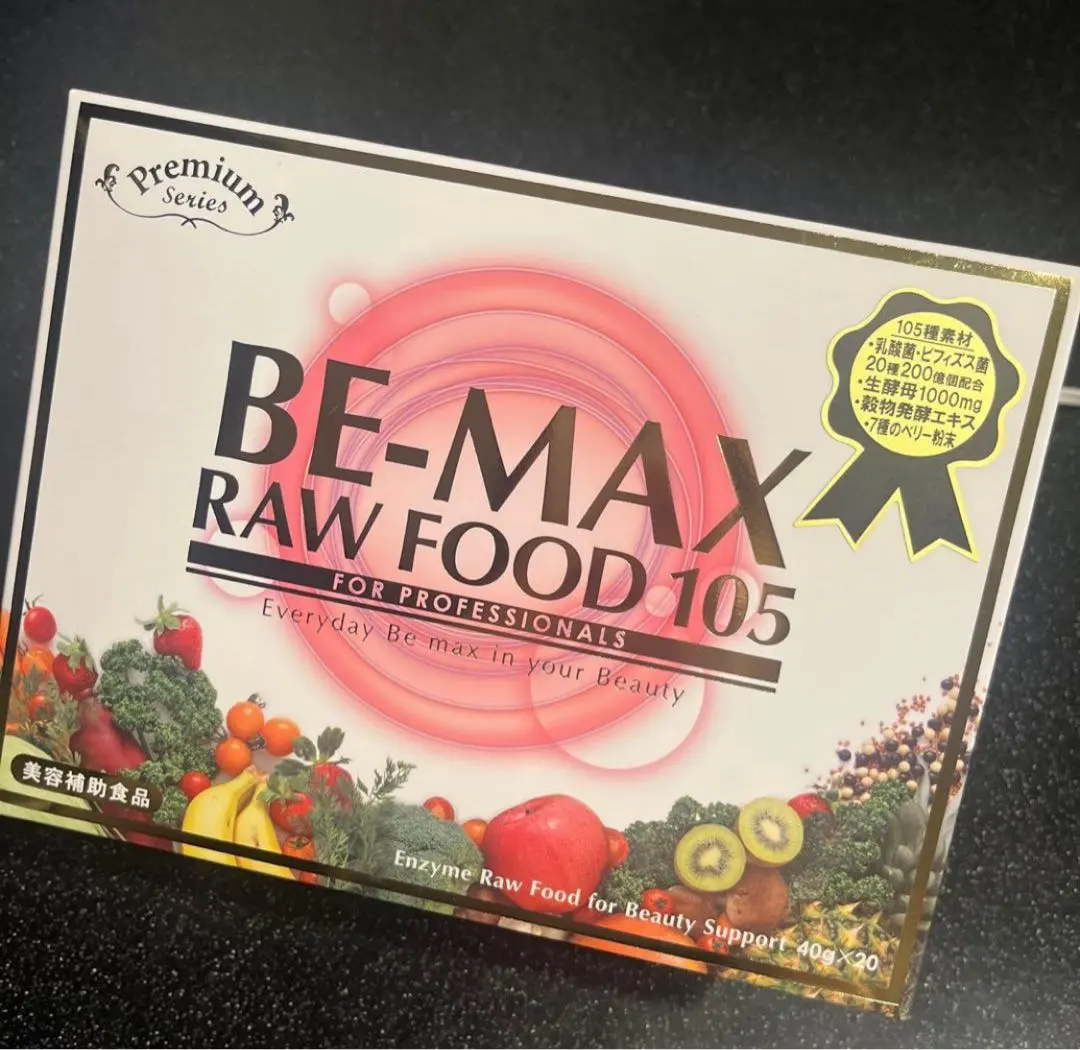 Premium
Series
105種素材
・乳酸菌・ビフィズス菌
20種200億個配合
・生酵母1000mg
・穀物発酵エキス
・7種のベリー粉末
BE-MAX
RAW FOOD 105
FOR PROFESSIONALS
Everyday Be max in your Beauty
美容補助食品
Enzyme Raw Food for Beauty Support 40g×20